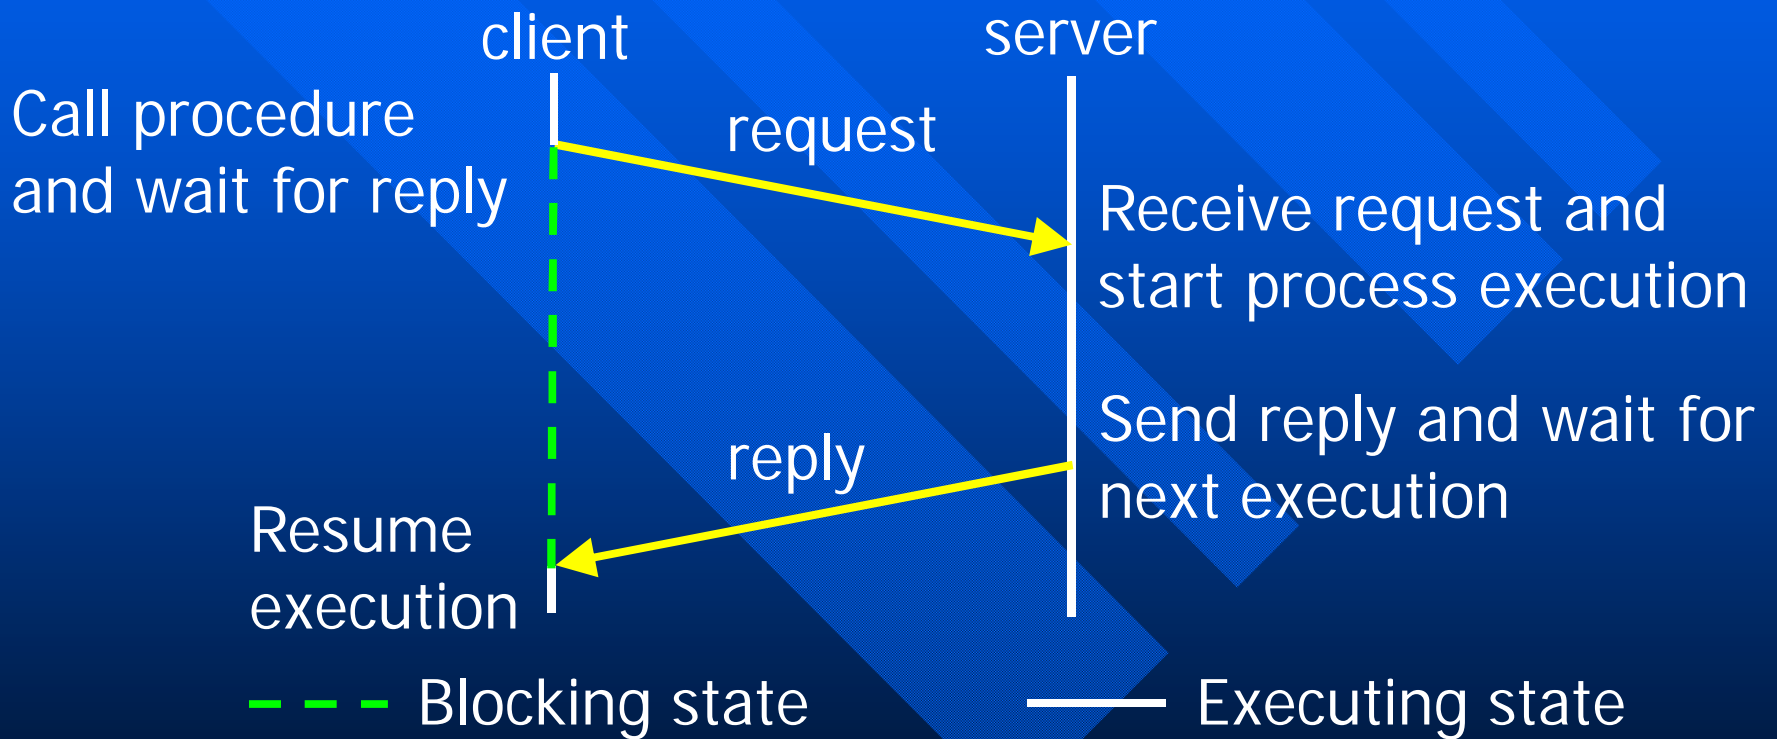 client
server
Call procedure
and wait for reply
request
Receive request and
start process execution
Send reply and wait for
next execution
reply
Resume
execution
Blocking state
Executing state